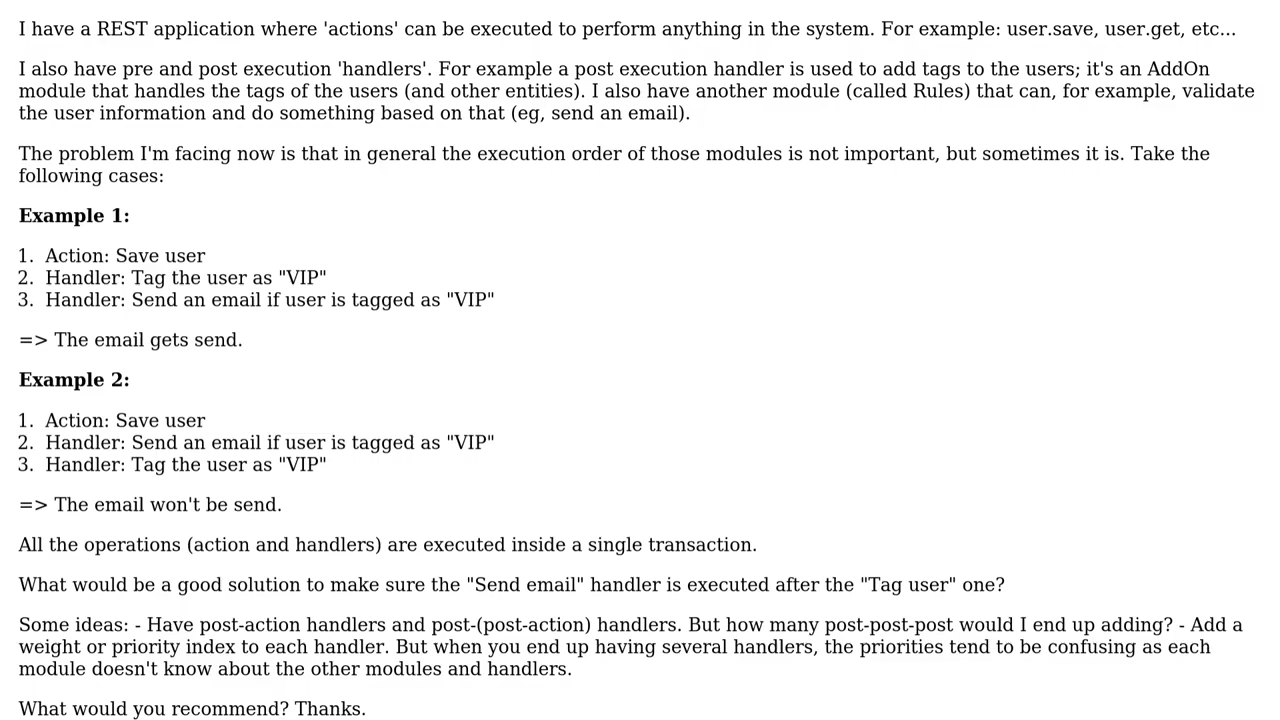 I have a REST application where 'actions' can be executed to perform anything in the system. For example: user.save, user.get, etc...
I also have pre and post execution 'handlers'. For example a post execution handler is used to add tags to the users; it's an AddOn
module that handles the tags of the users (and other entities). I also have another module (called Rules) that can, for example, validate
the user information and do something based on that (eg, send an email).
The problem I'm facing now is that in general the execution order of those modules is not important, but sometimes it is. Take the
following cases:
Example 1:
1. Action: Save user
2. Handler: Tag the user as "VIP"
3. Handler: Send an email if user is tagged as "VIP"
=> The email gets send.
Example 2:
1. Action: Save user
2. Handler: Send an email if user is tagged as "VIP"
3. Handler: Tag the user as "VIP"
=> The email won't be send.
All the operations (action and handlers) are executed inside a single transaction.
What would be a good solution to make sure the "Send email" handler is executed after the "Tag user" one?
Some ideas: - Have post-action handlers and post-(post-action) handlers. But how many post-post-post would I end up adding? - Add a
weight or priority index to each handler. But when you end up having several handlers, the priorities tend to be confusing as each
module doesn't know about the other modules and handlers.
What would you recommend? Thanks.